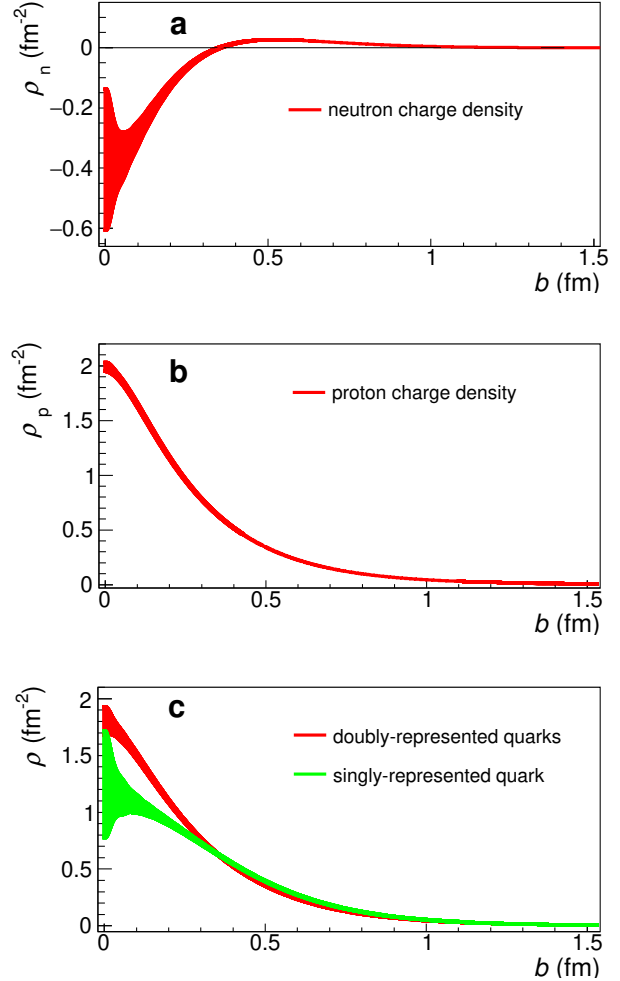 a
ρn (fm-2)
0
−0.2
−0.4
−0.6
neutron charge density
0 0.5 1 1.5
b (fm)
b
ρp (fm-2)
2
1.5
1
0.5
0
proton charge density
0 0.5 1 1.5
b (fm)
c
ρ (fm-2)
2
1.5
1
0.5
0
doubly-represented quarks
singly-represented quark
0 0.5 1 1.5
b (fm)